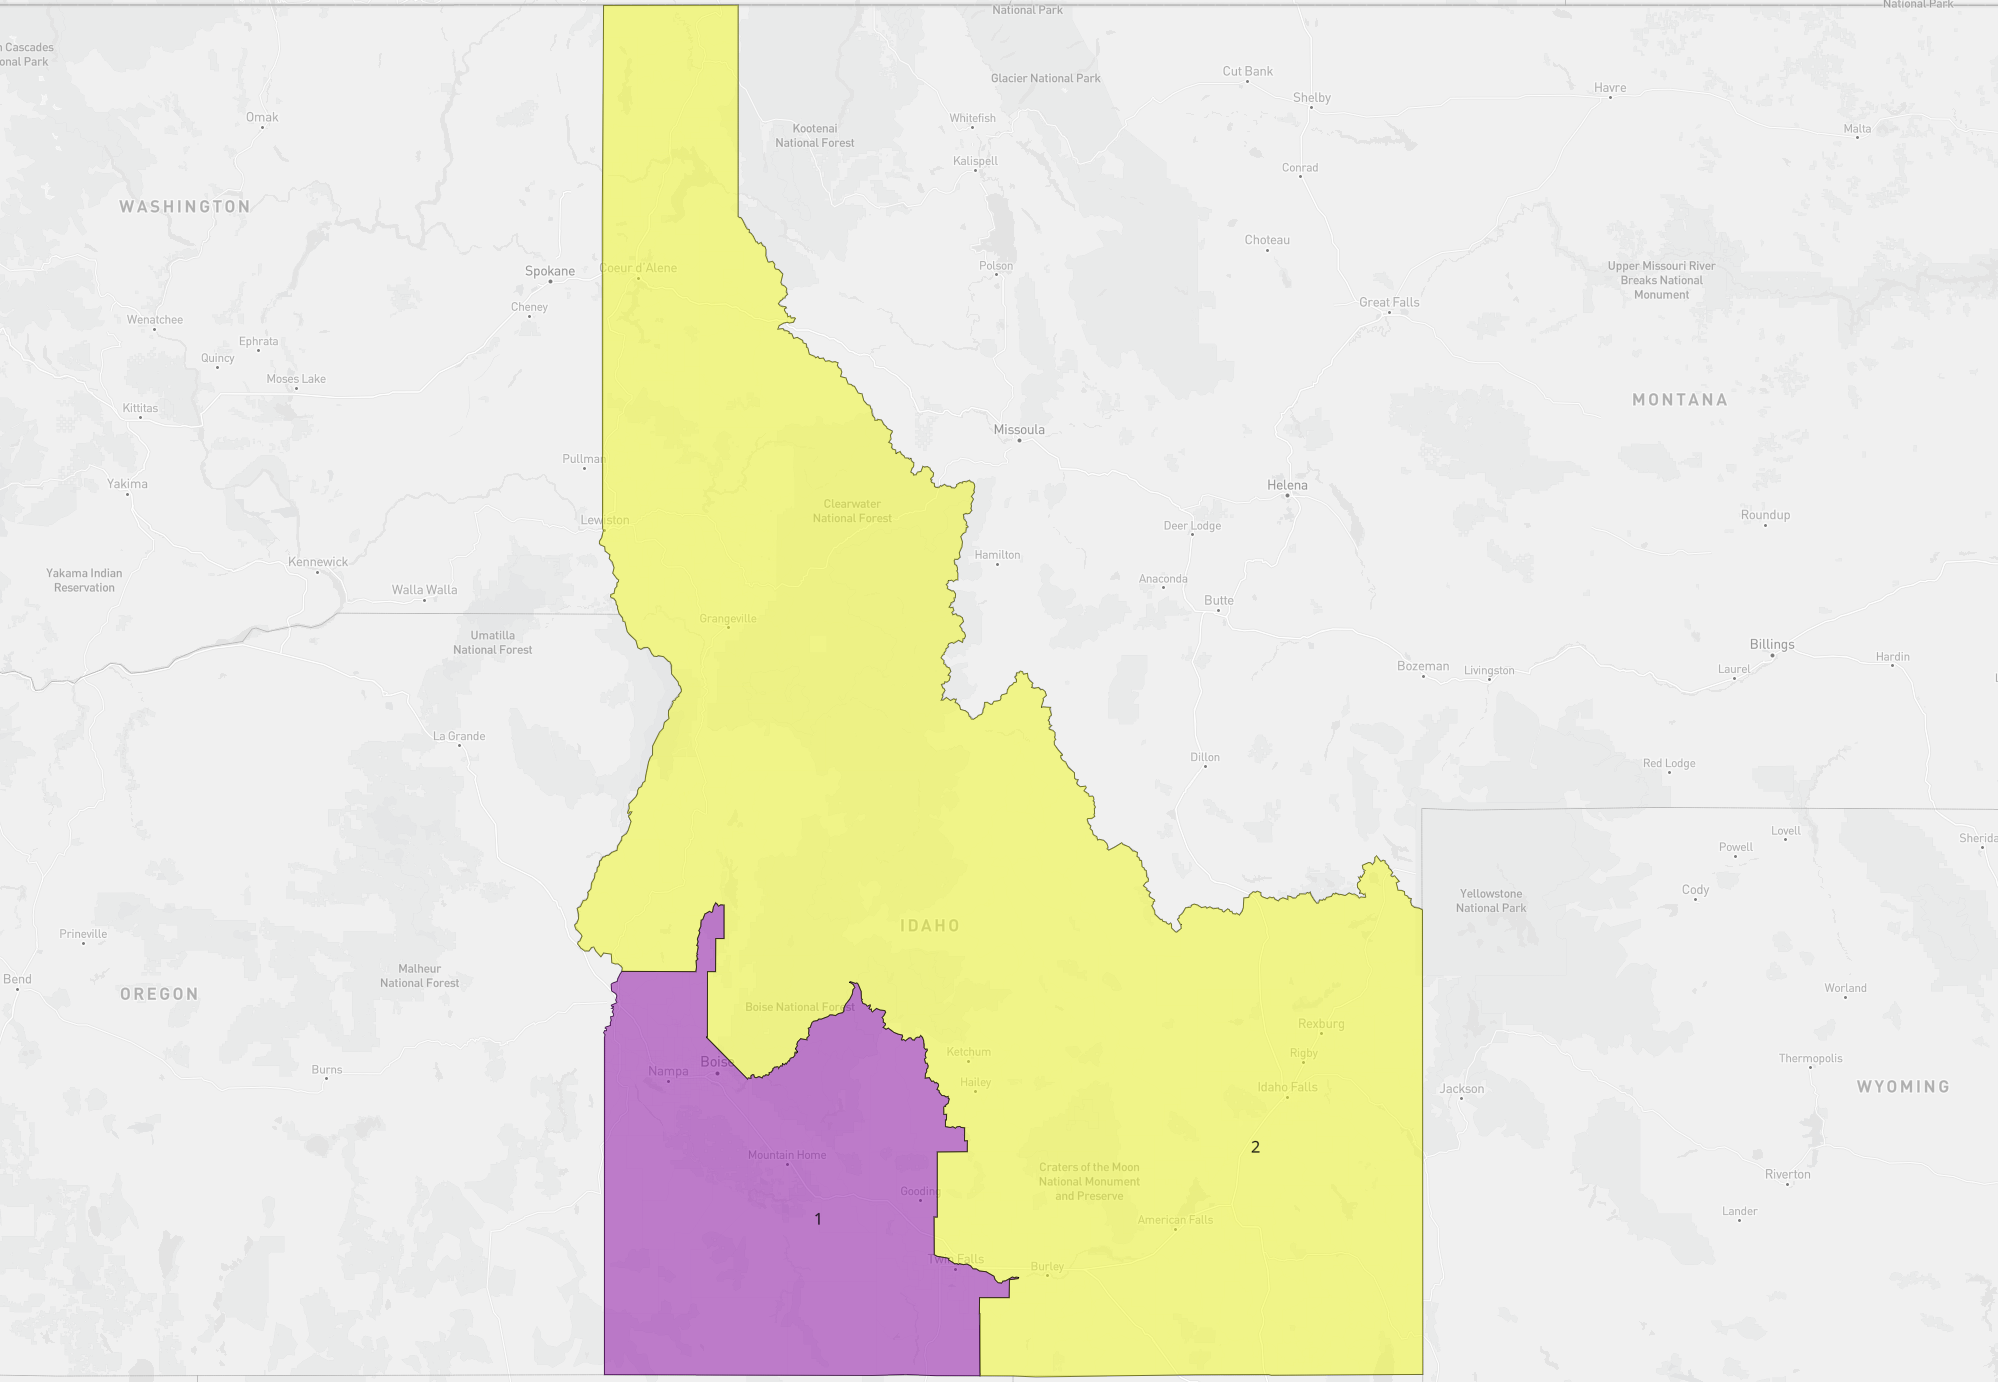 National Park
National Park
n Cascades
onal Park
Glacier National Park
Cut Bank
Shelby
Havre
Malta
Omak
Kootenai
National Forest
Whitefish
Kalispell
Conrad
WASHINGTON
Choteau
Spokane
Coeur d'Alene
Polson
Upper Missouri River
Breaks National
Monument
Cheney
Great Falls
Wenatchee
Ephrata
Quincy
Moses Lake
Kittitas
MONTANA
Missoula
Pullman
Yakima
Helena
Clearwater
National Forest
Lewiston
Deer Lodge
Roundup
Hamilton
Kennewick
Yakama Indian
Reservation
Walla Walla
Anaconda
Butte
Grangeville
Umatilla
National Forest
Billings
Hardin
Bozeman
Livingston
Laurel
L
La Grande
Dillon
Red Lodge
Lovell
Powell
Sherida
Cody
Yellowstone
National Park
IDAHO
Prineville
Bend
Malheur
National Forest
OREGON
Worland
Boise National Forest
Rexburg
Ketchum
Rigby
Thermopolis
Boise
Nampa
Burns
Hailey
Idaho Falls
Jackson
WYOMING
2
Mountain Home
Craters of the Moon
National Monument
and Preserve
Riverton
Gooding
1
American Falls
Lander
Twin Falls
Burley